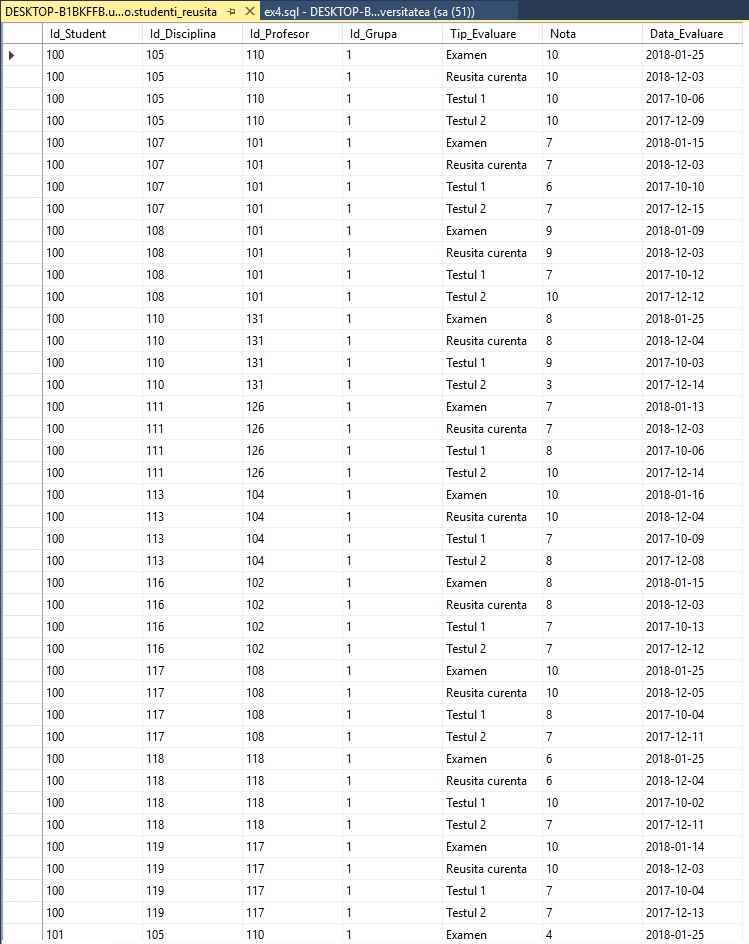 DESKTOP-B1BKFFB.u...o.studenti_reusita ex4.sql - DESKTOP-B...versitatea (sa (51))
Id_Student Id_Disciplina Id_Profesor Id_Grupa Tip_Evaluare Nota Data_Evaluare
100 105 110 1 Examen 10 2018-01-25
100 105 110 1 Reusita curenta 10 2018-12-03
100 105 110 1 Testul 1 10 2017-10-06
100 105 110 1 Testul 2 10 2017-12-09
100 107 101 1 Examen 7 2018-01-15
100 107 101 1 Reusita curenta 7 2018-12-03
100 107 101 1 Testul 1 6 2017-10-10
100 107 101 1 Testul 2 7 2017-12-15
100 108 101 1 Examen 9 2018-01-09
100 108 101 1 Reusita curenta 9 2018-12-03
100 108 101 1 Testul 1 7 2017-10-12
100 108 101 1 Testul 2 10 2017-12-12
100 110 131 1 Examen 8 2018-01-25
100 110 131 1 Reusita curenta 8 2018-12-04
100 110 131 1 Testul 1 9 2017-10-03
100 110 131 1 Testul 2 3 2017-12-14
100 111 126 1 Examen 7 2018-01-13
100 111 126 1 Reusita curenta 7 2018-12-03
100 111 126 1 Testul 1 8 2017-10-06
100 111 126 1 Testul 2 10 2017-12-14
100 113 104 1 Examen 10 2018-01-16
100 113 104 1 Reusita curenta 10 2018-12-04
100 113 104 1 Testul 1 7 2017-10-09
100 113 104 1 Testul 2 8 2017-12-08
100 116 102 1 Examen 8 2018-01-15
100 116 102 1 Reusita curenta 8 2018-12-03
100 116 102 1 Testul 1 7 2017-10-13
100 116 102 1 Testul 2 7 2017-12-12
100 117 108 1 Examen 10 2018-01-25
100 117 108 1 Reusita curenta 10 2018-12-05
100 117 108 1 Testul 1 8 2017-10-04
100 117 108 1 Testul 2 7 2017-12-11
100 118 118 1 Examen 6 2018-01-25
100 118 118 1 Reusita curenta 6 2018-12-04
100 118 118 1 Testul 1 10 2017-10-02
100 118 118 1 Testul 2 7 2017-12-11
100 119 117 1 Examen 10 2018-01-14
100 119 117 1 Reusita curenta 10 2018-12-03
100 119 117 1 Testul 1 7 2017-10-04
100 119 117 1 Testul 2 7 2017-12-13
101 105 110 1 Examen 4 2018-01-25